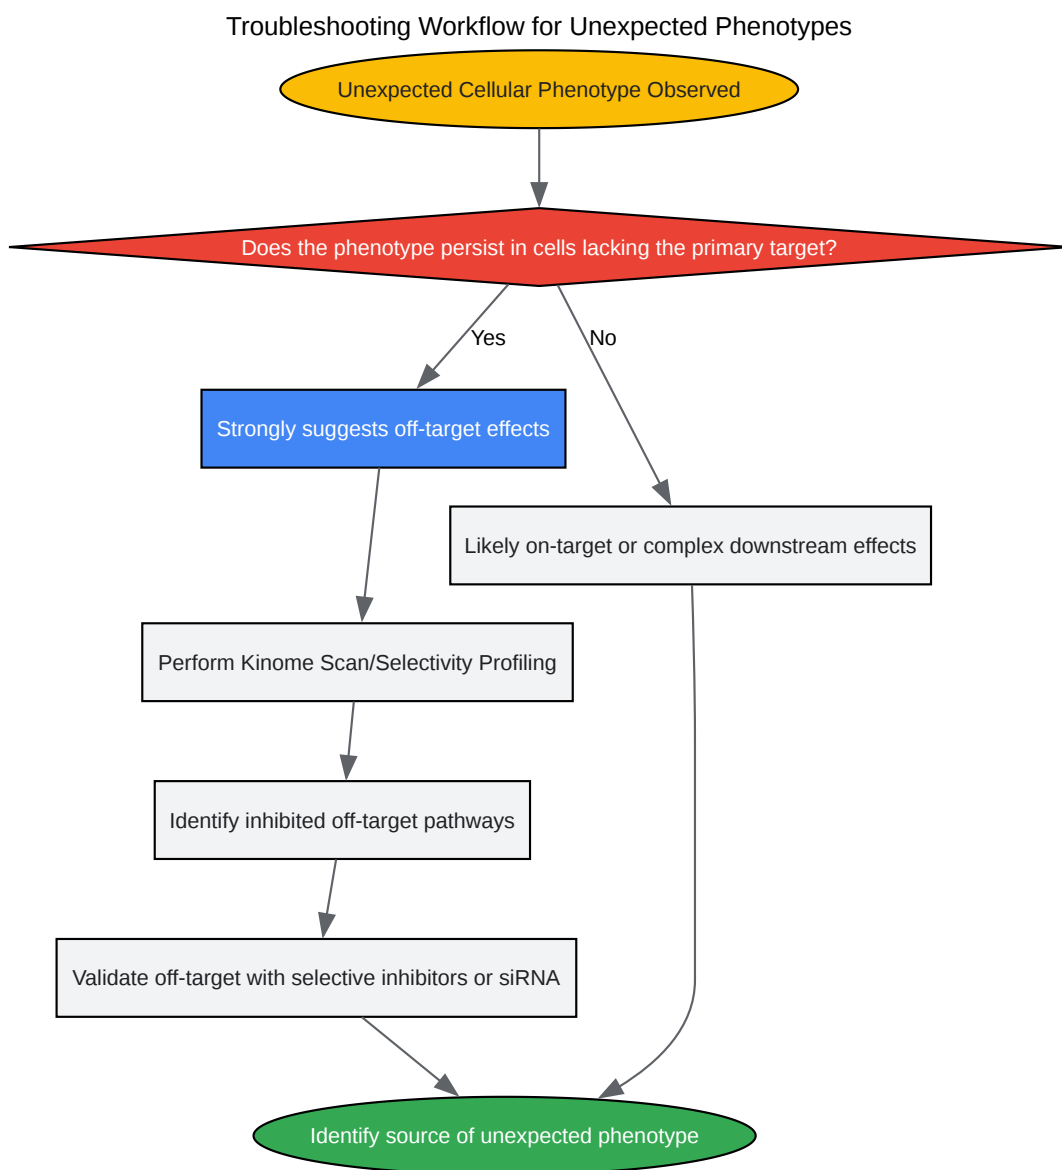 Troubleshooting Workflow for Unexpected Phenotypes
Unexpected Cellular Phenotype Observed
Does the phenotype persist in cells lacking the primary target?
Yes
No
Strongly suggests off-target effects
Likely on-target or complex downstream effects
Perform Kinome Scan/Selectivity Profiling
Identify inhibited off-target pathways
Validate off-target with selective inhibitors or siRNA
Identify source of unexpected phenotype